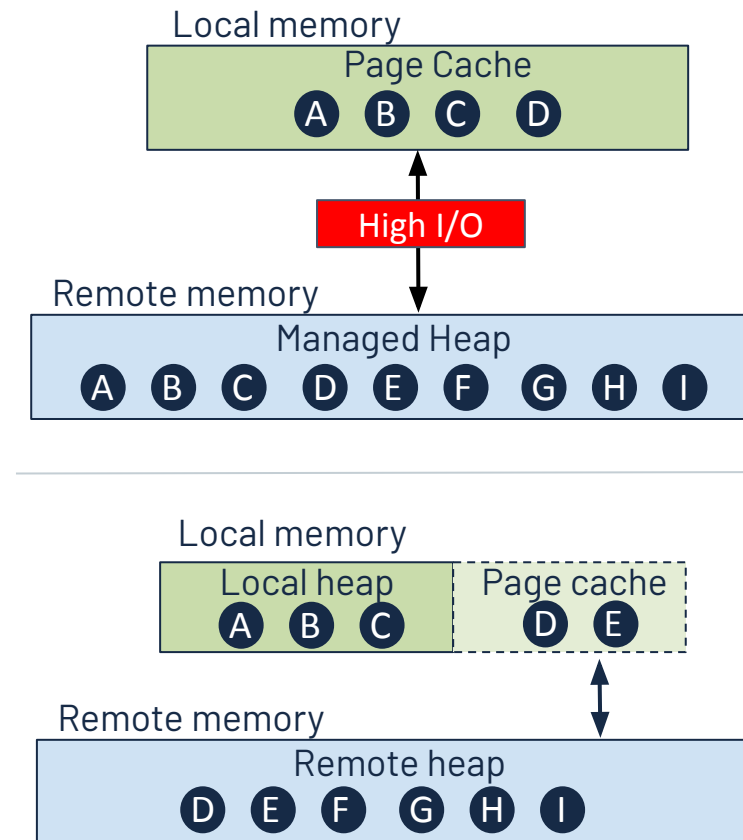 Local memory
Page Cache
A B C D
High I/O
Remote memory
Managed Heap
A B C D E F G H I
Local memory
Local heap Page cache
A B C D E
Remote memory
Remote heap
D E F G H I